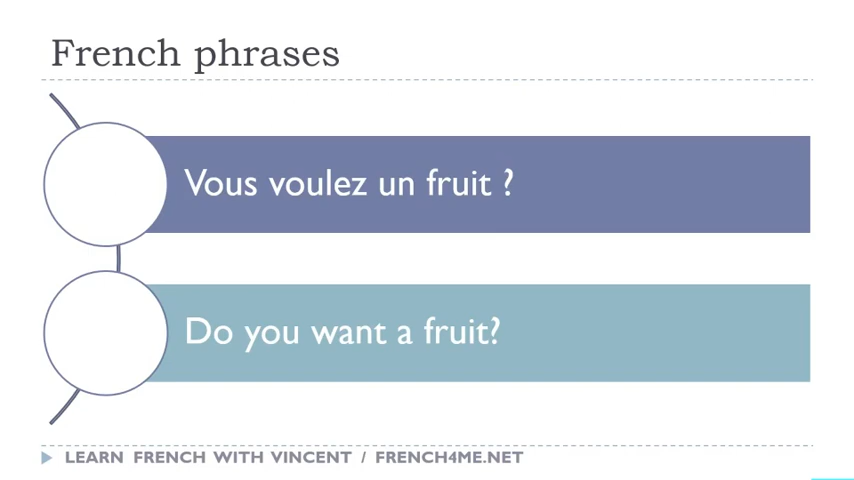 French phrases
Vous voulez un fruit ?
Do you want a fruit?
LEARN FRENCH WITH VINCENT / FRENCH4ME.NET